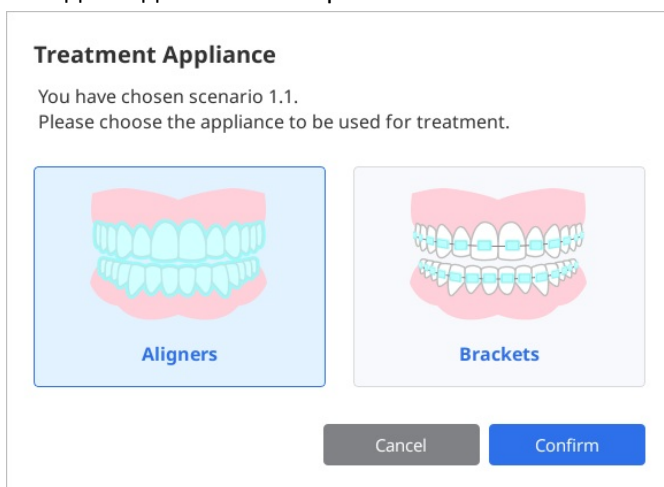 Treatment Appliance
You have chosen scenario 1.1.
Please choose the appliance to be used for treatment.
Aligners
Brackets
Cancel
Confirm